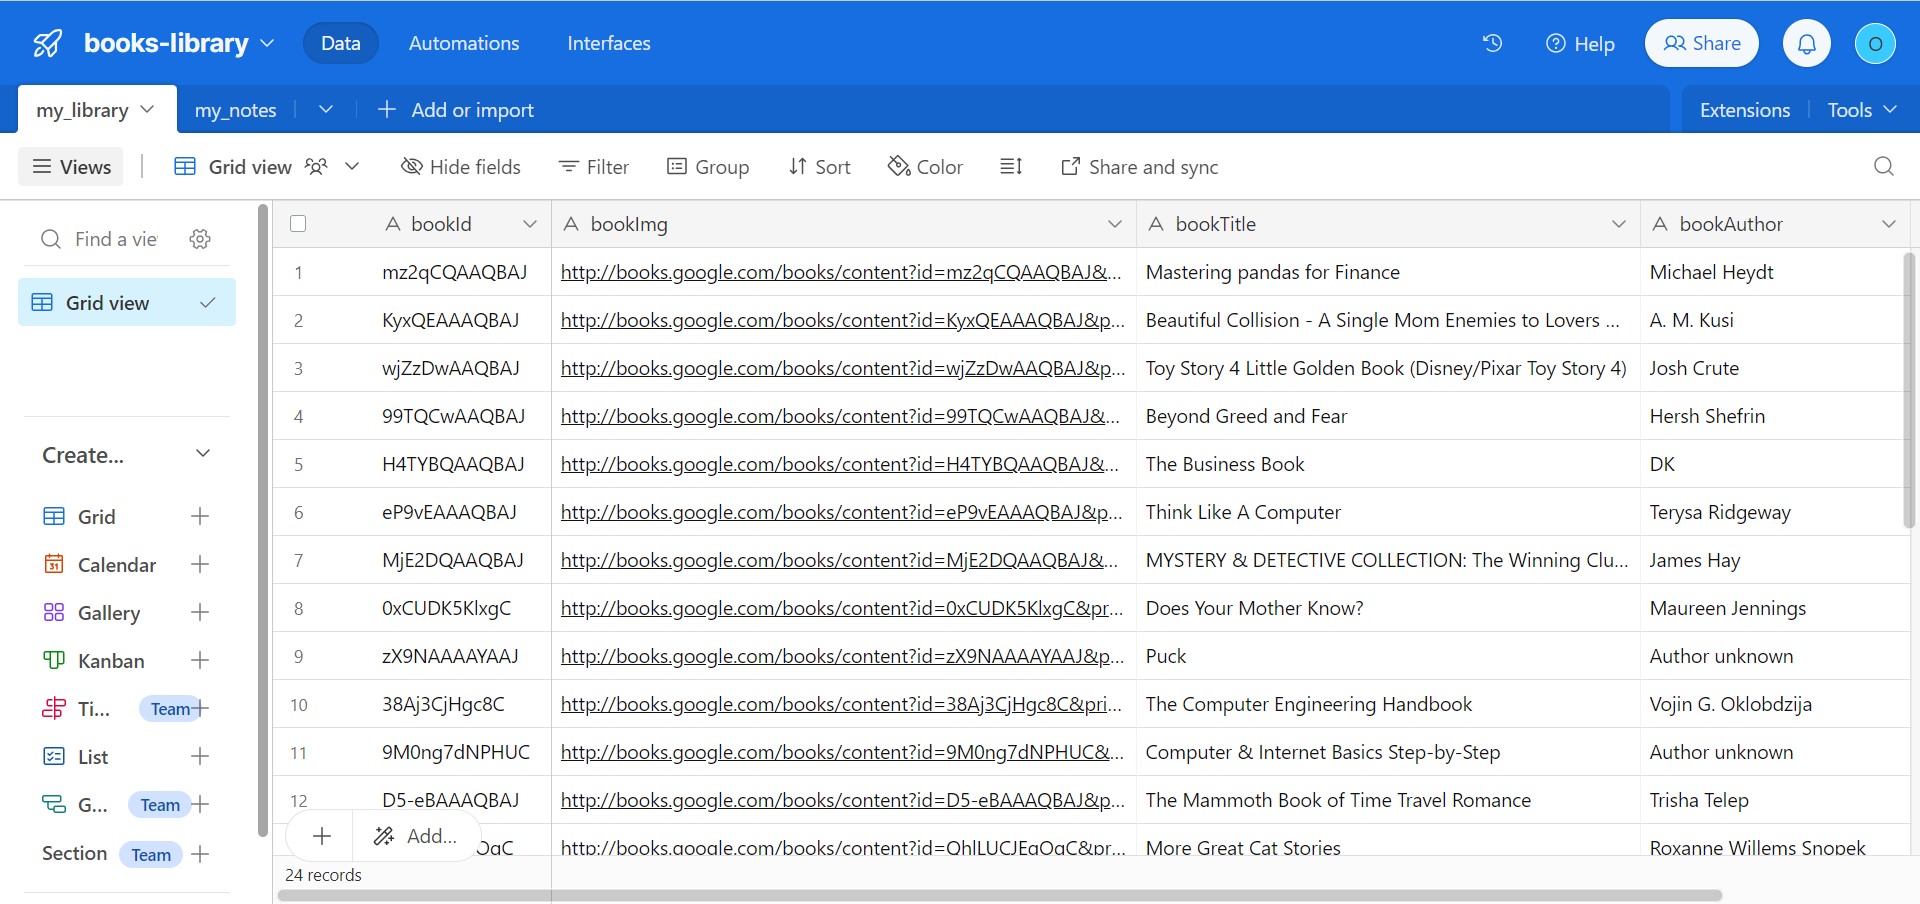 books-library Data Automations Interfaces Help Share O
my_library my_notes Add or import Extensions Tools
Views Grid view Hide fields Filter Group Sort Color Share and sync
Find a vie
Grid view
Create...
Grid
Calendar
Gallery
Kanban
Ti... Team
List
G... Team
Section Team
bookId bookImg bookTitle bookAuthor
1 mz2qCQAAQBAJ http://books.google.com/books/content?id=mz2qCQAAQBAJ&... Mastering pandas for Finance Michael Heydt
2 KyxQEAAAQBAJ http://books.google.com/books/content?id=KyxQEAAAQBAJ&p... Beautiful Collision - A Single Mom Enemies to Lovers ... A. M. Kusi
3 wjZzDwAAQBAJ http://books.google.com/books/content?id=wjZzDwAAQBAJ&p... Toy Story 4 Little Golden Book (Disney/Pixar Toy Story 4) Josh Crute
4 99TQCwAAQBAJ http://books.google.com/books/content?id=99TQCwAAQBAJ&... Beyond Greed and Fear Hersh Shefrin
5 H4TYBQAAQBAJ http://books.google.com/books/content?id=H4TYBQAAQBAJ&... The Business Book DK
6 eP9vEAAAQBAJ http://books.google.com/books/content?id=eP9vEAAAQBAJ&p... Think Like A Computer Terysa Ridgeway
7 MjE2DQAAQBAJ http://books.google.com/books/content?id=MjE2DQAAQBAJ&... MYSTERY & DETECTIVE COLLECTION: The Winning Clu... James Hay
8 0xCUDK5KlxgC http://books.google.com/books/content?id=0xCUDK5KlxgC&pr... Does Your Mother Know? Maureen Jennings
9 zX9NAAAAYAAJ http://books.google.com/books/content?id=zX9NAAAAYAAJ&p... Puck Author unknown
10 38Aj3CjHgc8C http://books.google.com/books/content?id=38Aj3CjHgc8C&pri... The Computer Engineering Handbook Vojin G. Oklobdzija
11 9M0ng7dNPHUC http://books.google.com/books/content?id=9M0ng7dNPHUC&... Computer & Internet Basics Step-by-Step Author unknown
12 D5-eBAAAQBAJ http://books.google.com/books/content?id=D5-eBAAAQBAJ&p... The Mammoth Book of Time Travel Romance Trisha Telep
Add... OgC http://books.google.com/books/content?id=QhlLUCJEgOgC&pr... More Great Cat Stories Roxanne Willems Snopek
24 records